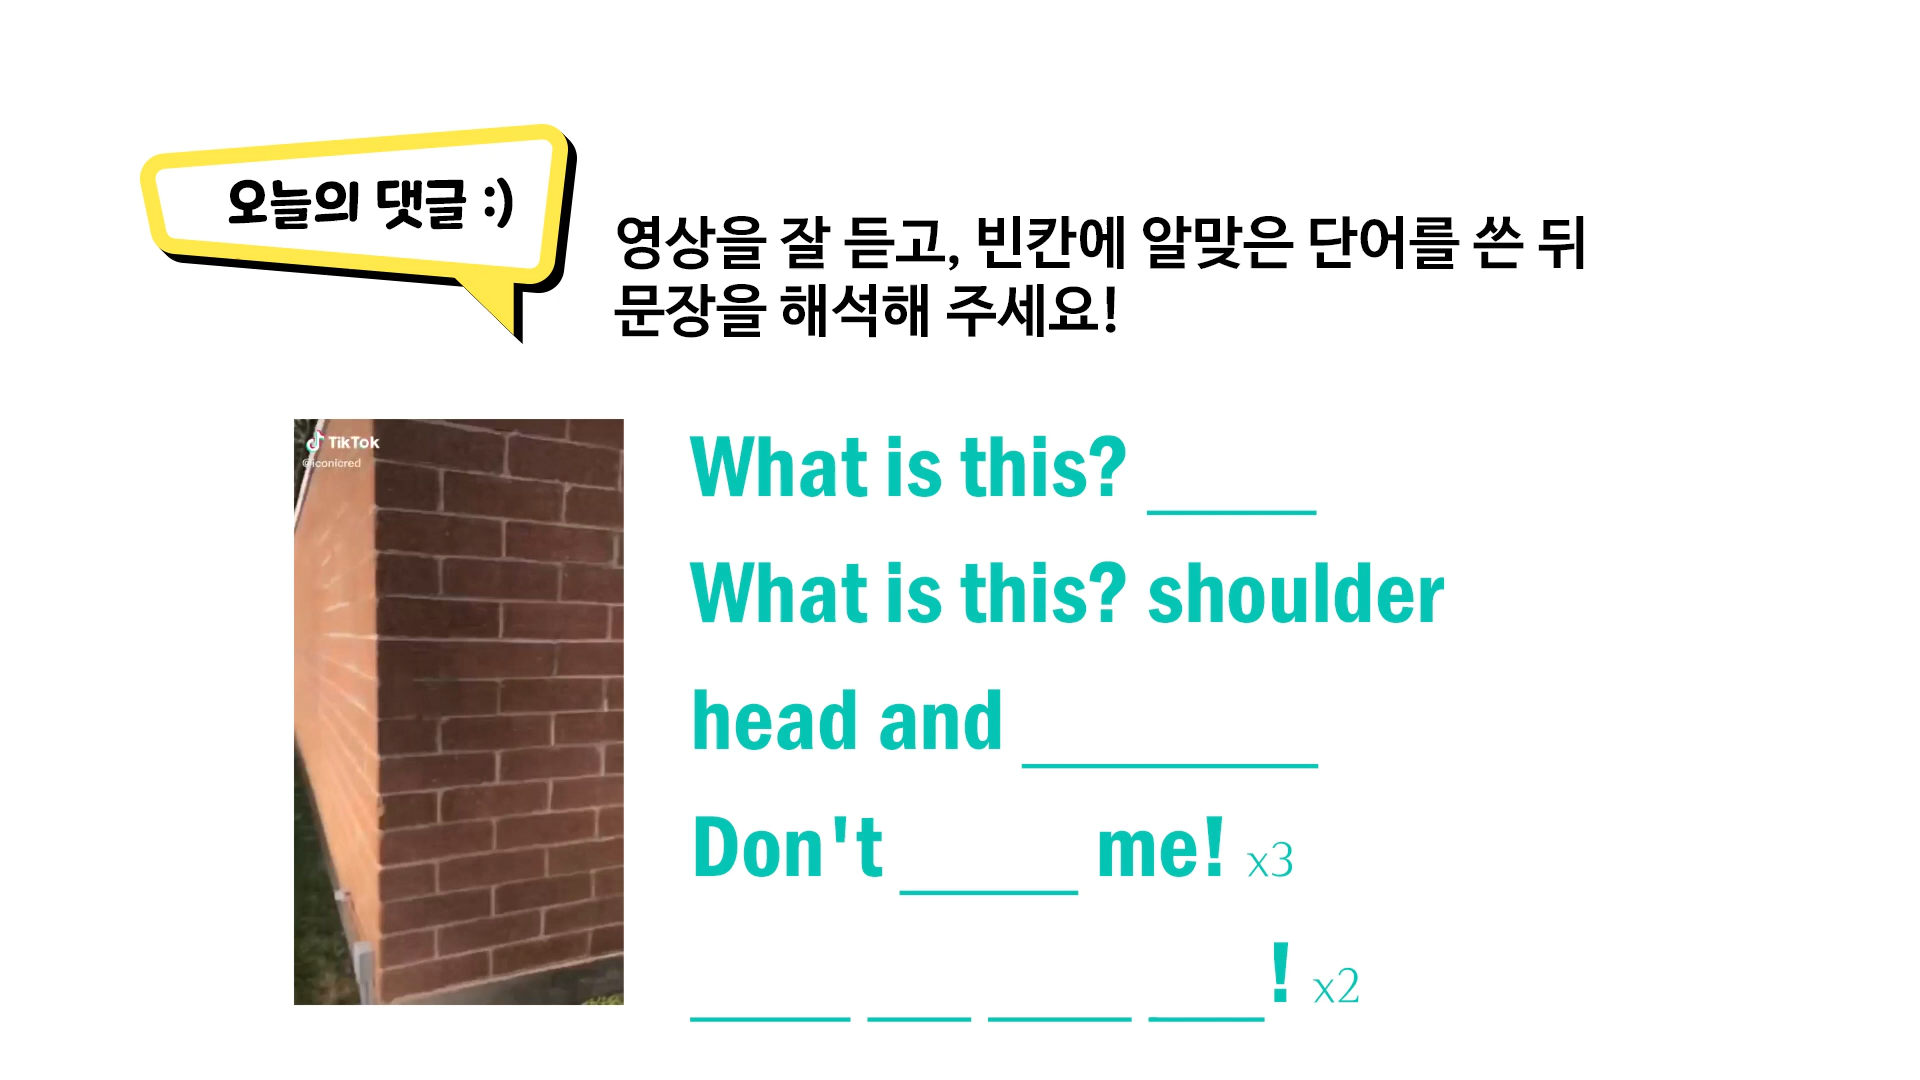 오늘의 댓글 :)
영상을 잘 듣고, 빈칸에 알맞은 단어를 쓴 뒤
문장을 해석해 주세요!
TikTok
@iconicred
What is this? _____
What is this? shoulder
head and _________
Don't _____ me! x3
_____ ___ ____ ___! x2